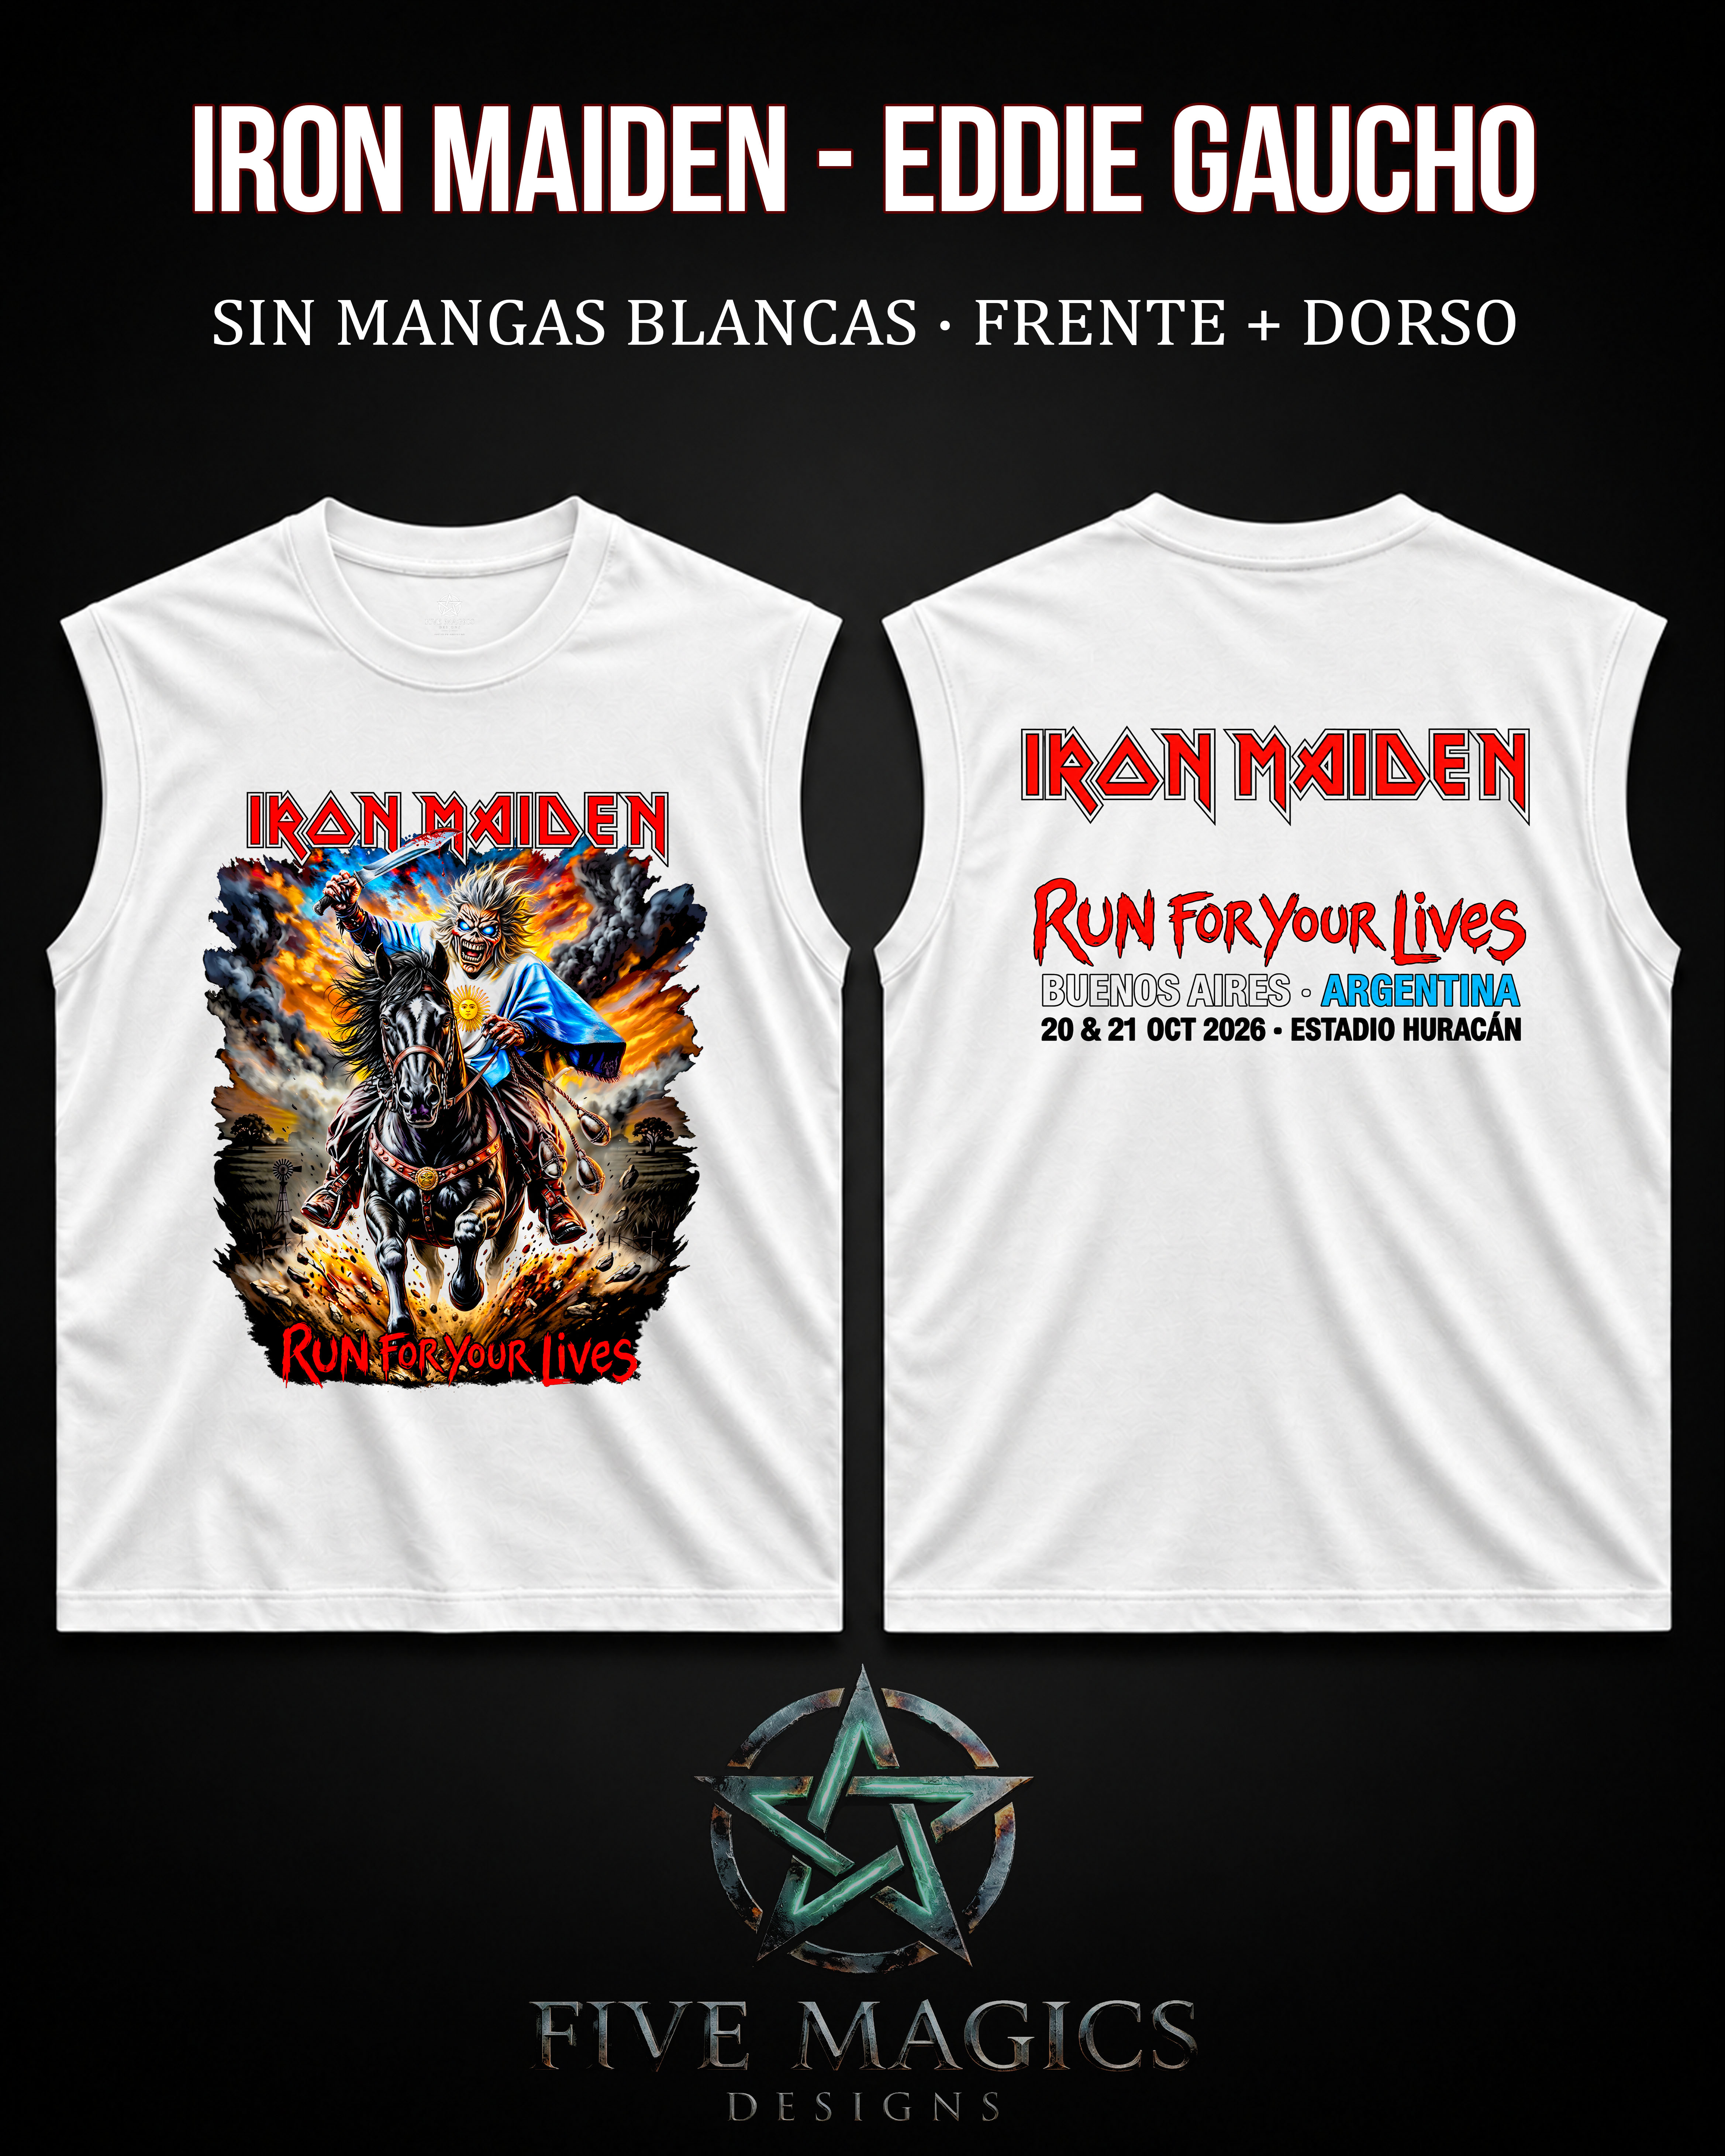 IRON MAIDEN - EDDIE GAUCHO
SIN MANGAS BLANCAS · FRENTE + DORSO
IRON MAIDEN
RUN FOR YOUR LIVES
IRON MAIDEN
RUN FOR YOUR LIVES
BUENOS AIRES · ARGENTINA
20 & 21 OCT 2026 · ESTADIO HURACÁN
FIVE MAGICS
DESIGNS